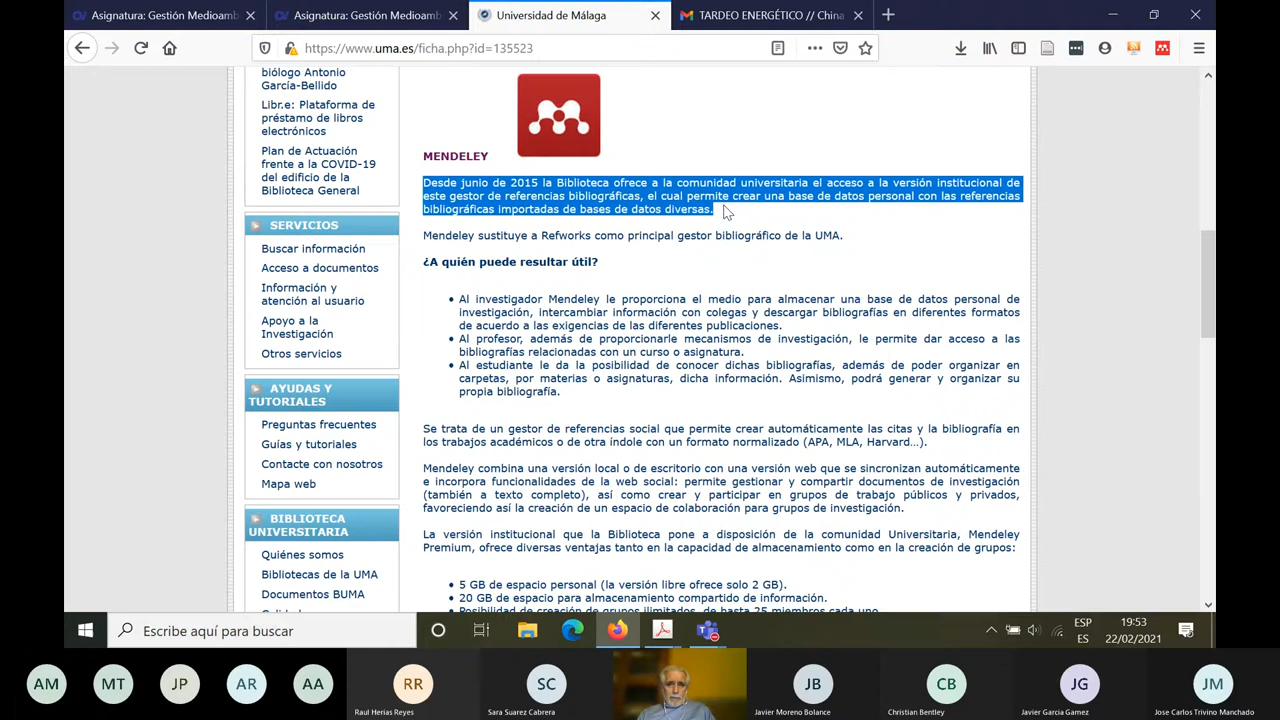 Asignatura: Gestión Medioamb
Asignatura: Gestión Medioamb
Universidad de Málaga
TARDEO ENERGÉTICO // China
https://www.uma.es/ficha.php?id=135523
biólogo Antonio
García-Bellido
Libr.e: Plataforma de
préstamo de libros
electrónicos
Plan de Actuación
frente a la COVID-19
del edificio de la
Biblioteca General
SERVICIOS
Buscar información
Acceso a documentos
Información y
atención al usuario
Apoyo a la
Investigación
Otros servicios
AYUDAS Y
TUTORIALES
Preguntas frecuentes
Guías y tutoriales
Contacte con nosotros
Mapa web
BIBLIOTECA
UNIVERSITARIA
Quiénes somos
Bibliotecas de la UMA
Documentos BUMA
MENDELEY
Desde junio de 2015 la Biblioteca ofrece a la comunidad universitaria el acceso a la versión institucional de
este gestor de referencias bibliográficas, el cual permite crear una base de datos personal con las referencias
bibliográficas importadas de bases de datos diversas.
Mendeley sustituye a Refworks como principal gestor bibliográfico de la UMA.
¿A quién puede resultar útil?
• Al investigador Mendeley le proporciona el medio para almacenar una base de datos personal de
investigación, intercambiar información con colegas y descargar bibliografías en diferentes formatos
de acuerdo a las exigencias de las diferentes publicaciones.
• Al profesor, además de proporcionarle mecanismos de investigación, le permite dar acceso a las
bibliografías relacionadas con un curso o asignatura.
• Al estudiante le da la posibilidad de conocer dichas bibliografías, además de poder organizar en
carpetas, por materias o asignaturas, dicha información. Asimismo, podrá generar y organizar su
propia bibliografía.
Se trata de un gestor de referencias social que permite crear automáticamente las citas y la bibliografía en
los trabajos académicos o de otra índole con un formato normalizado (APA, MLA, Harvard...).
Mendeley combina una versión local o de escritorio con una versión web que se sincronizan automáticamente
e incorpora funcionalidades de la web social: permite gestionar y compartir documentos de investigación
(también a texto completo), así como crear y participar en grupos de trabajo públicos y privados,
favoreciendo así la creación de un espacio de colaboración para grupos de investigación.
La versión institucional que la Biblioteca pone a disposición de la comunidad Universitaria, Mendeley
Premium, ofrece diversas ventajas tanto en la capacidad de almacenamiento como en la creación de grupos:
• 5 GB de espacio personal (la versión libre ofrece solo 2 GB).
• 20 GB de espacio para almacenamiento compartido de información.
• Posibilidad de creación de grupos ilimitados, de hasta 25 miembros cada uno.
Escribe aquí para buscar
ESP
ES
19:53
22/02/2021
AM
MT
JP
AR
AA
RR
SC
JB
CB
JG
JM
Raul Herias Reyes
Sara Suarez Cabrera
Javier Moreno Bolance
Christian Bentley
Javier Garcia Gamez
Jose Carlos Trivino Manchado